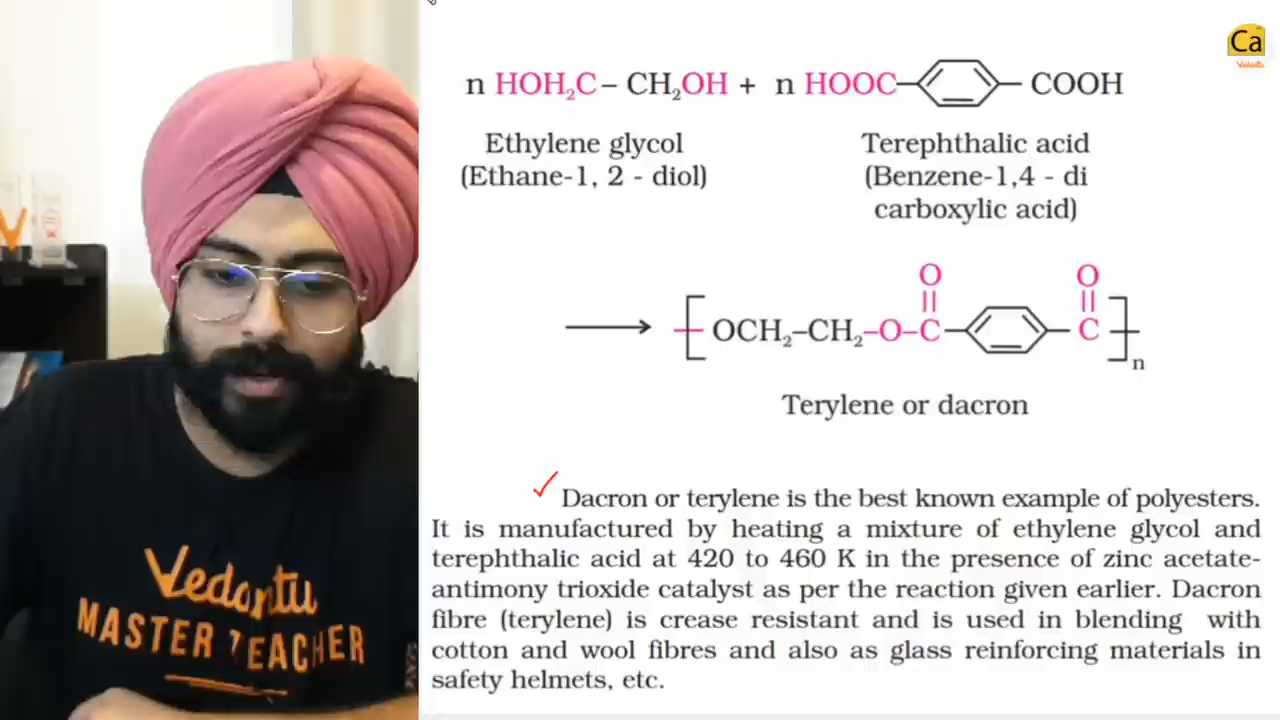 Ca
Vedantu
n HOH₂C – CH₂OH + n HOOC COOH
Ethylene glycol
(Ethane-1, 2 - diol)
Terephthalic acid
(Benzene-1,4 - di
carboxylic acid)
O O
[ OCH₂–CH₂–O–C C ]n
Terylene or dacron
Dacron or terylene is the best known example of polyesters.
It is manufactured by heating a mixture of ethylene glycol and
terephthalic acid at 420 to 460 K in the presence of zinc acetate-
antimony trioxide catalyst as per the reaction given earlier. Dacron
fibre (terylene) is crease resistant and is used in blending with
cotton and wool fibres and also as glass reinforcing materials in
safety helmets, etc.
Vedantu
MASTER TEACHER